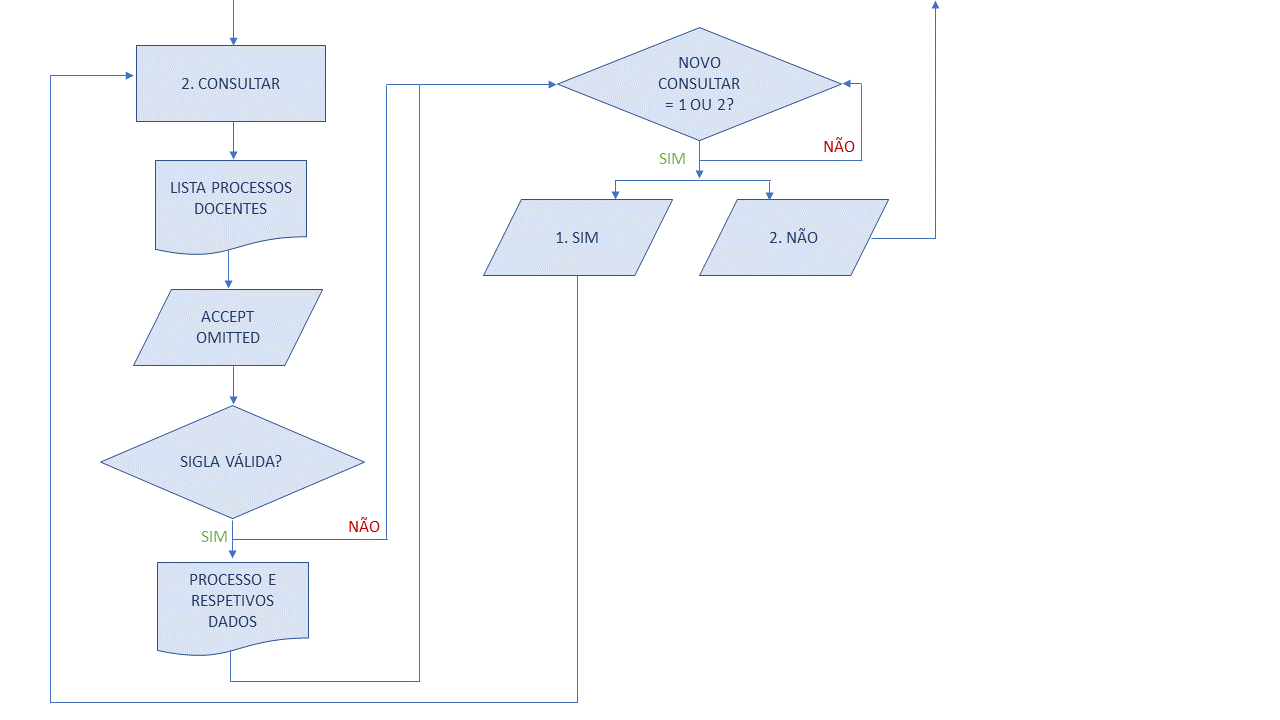 2. CONSULTAR
LISTA PROCESSOS
DOCENTES
ACCEPT
OMITTED
SIGLA VÁLIDA?
SIM
NÃO
PROCESSO E
RESPETIVOS
DADOS
NOVO
CONSULTAR
= 1 OU 2?
SIM
NÃO
1. SIM
2. NÃO